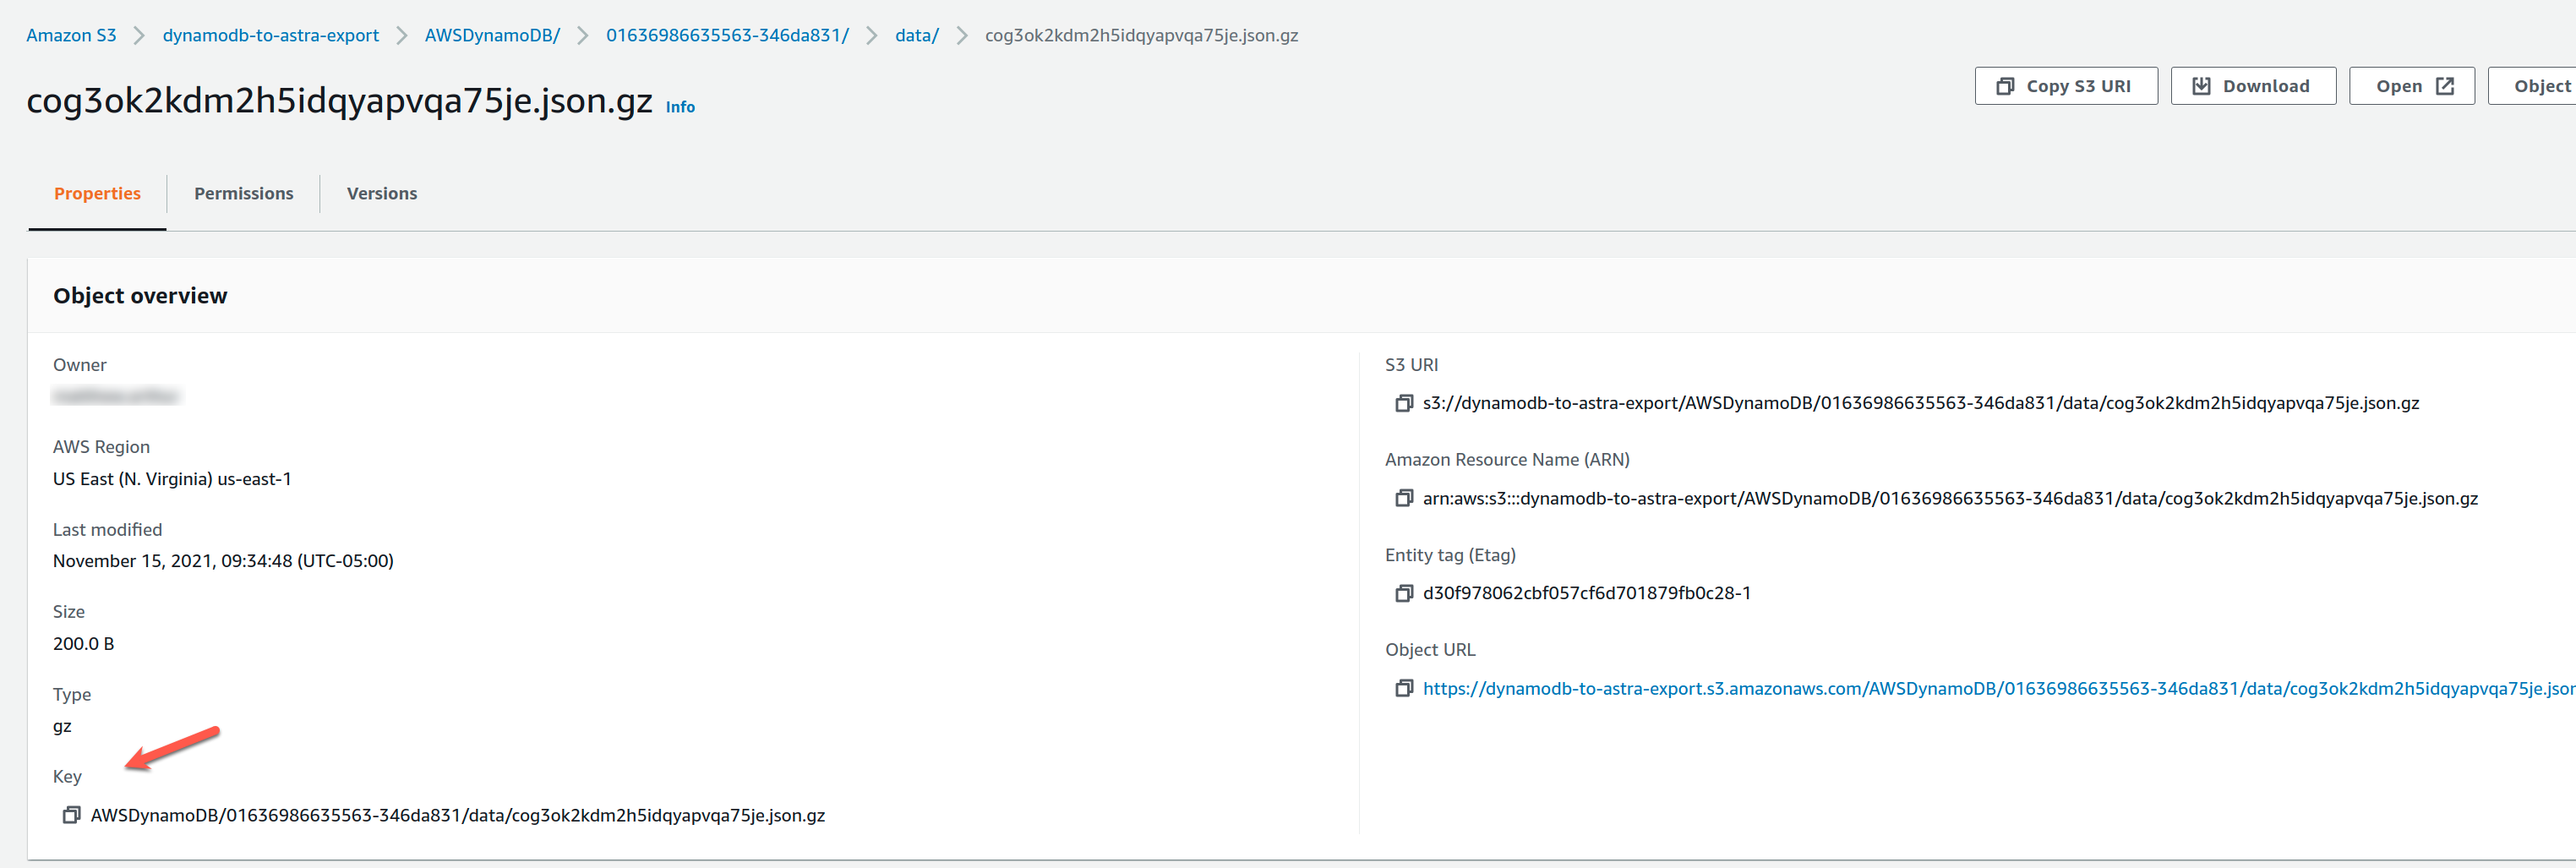 Amazon S3 > dynamodb-to-astra-export > AWSDynamoDB/ > 01636986635563-346da831/ > data/ > cog3ok2kdm2h5idqyapvqa75je.json.gz
cog3ok2kdm2h5idqyapvqa75je.json.gz Info
Copy S3 URI
Download
Open
Object
Properties
Permissions
Versions
Object overview
Owner
AWS Region
US East (N. Virginia) us-east-1
Last modified
November 15, 2021, 09:34:48 (UTC-05:00)
Size
200.0 B
Type
gz
Key
AWSDynamoDB/01636986635563-346da831/data/cog3ok2kdm2h5idqyapvqa75je.json.gz
S3 URI
s3://dynamodb-to-astra-export/AWSDynamoDB/01636986635563-346da831/data/cog3ok2kdm2h5idqyapvqa75je.json.gz
Amazon Resource Name (ARN)
arn:aws:s3:::dynamodb-to-astra-export/AWSDynamoDB/01636986635563-346da831/data/cog3ok2kdm2h5idqyapvqa75je.json.gz
Entity tag (Etag)
d30f978062cbf057cf6d701879fb0c28-1
Object URL
https://dynamodb-to-astra-export.s3.amazonaws.com/AWSDynamoDB/01636986635563-346da831/data/cog3ok2kdm2h5idqyapvqa75je.json